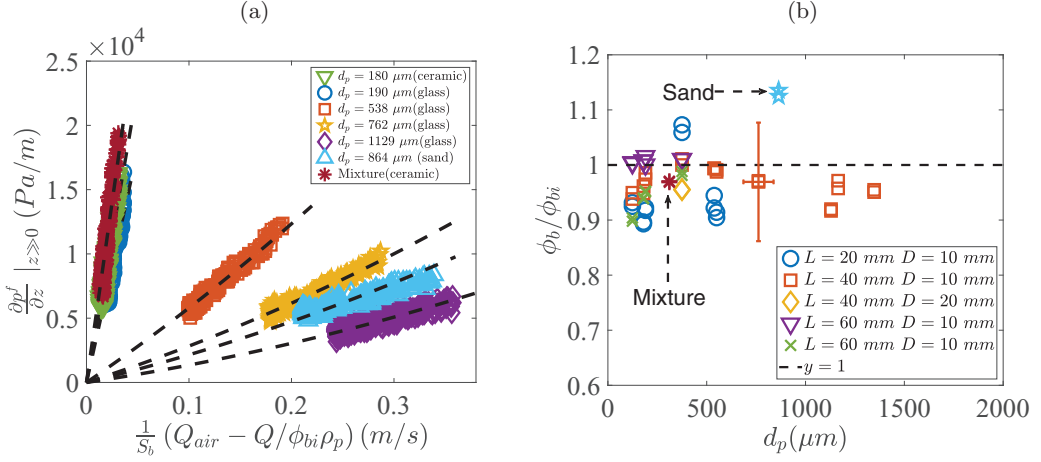 (a)
×10⁴
2.5
2
1.5
1
0.5
0
0
0.1
0.2
0.3
∂pᶠ/∂z |z≫0 (Pa/m)
1/S_b (Q_air − Q/ϕ_biρ_p) (m/s)
d_p = 180 μm(ceramic)
d_p = 190 μm(glass)
d_p = 538 μm(glass)
d_p = 762 μm(glass)
d_p = 1129 μm(glass)
d_p = 864 μm (sand)
Mixture(ceramic)
(b)
1.2
1.1
1
0.9
0.8
0.7
0.6
0
500
1000
1500
2000
ϕ_b/ϕ_bi
d_p(μm)
Sand
Mixture
L = 20 mm D = 10 mm
L = 40 mm D = 10 mm
L = 40 mm D = 20 mm
L = 60 mm D = 10 mm
L = 60 mm D = 10 mm
y = 1